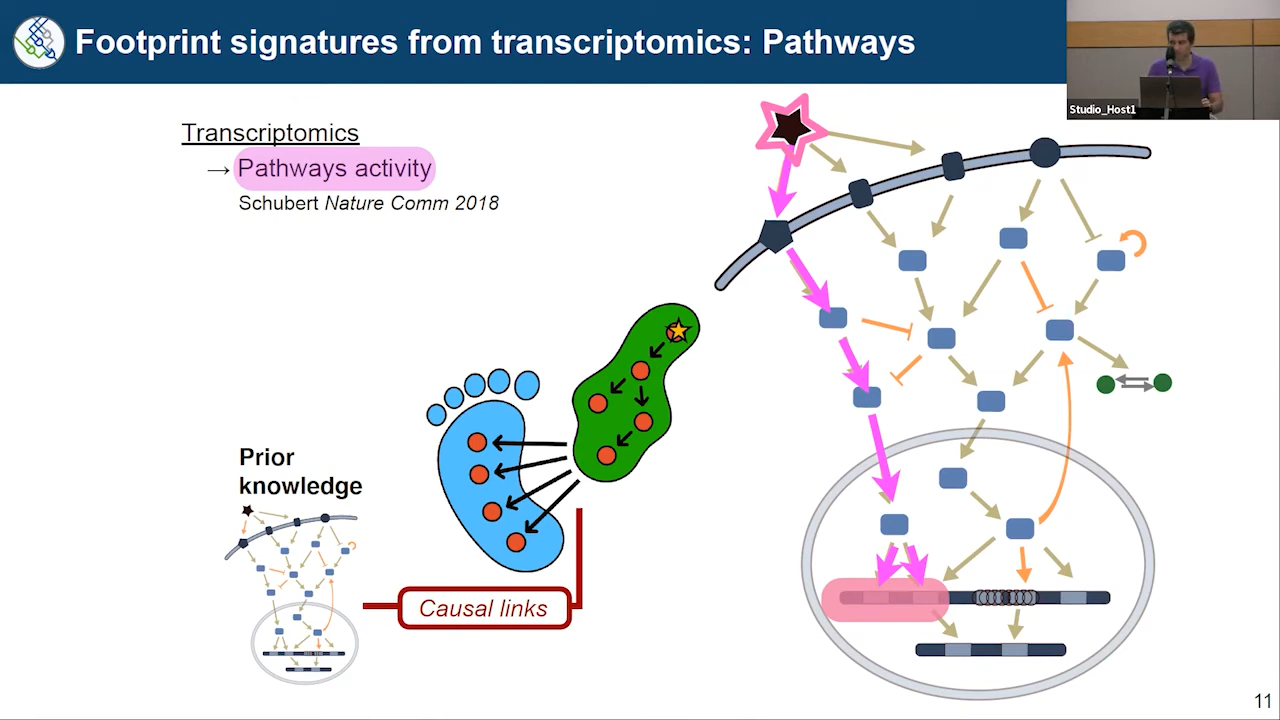 Footprint signatures from transcriptomics: Pathways
Studio_Host1
Transcriptomics
→ Pathways activity
Schubert Nature Comm 2018
Prior
knowledge
Causal links
11